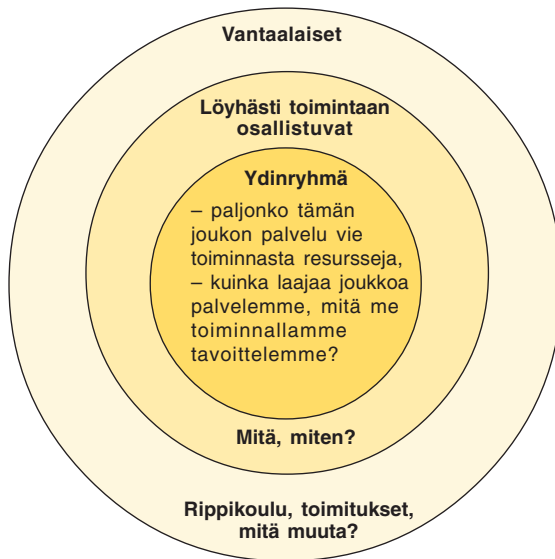 Vantaalaiset
Löyhästi toimintaan
osallistuvat
Ydinryhmä
– paljonko tämän
joukon palvelu vie
toiminnasta resursseja,
– kuinka laajaa joukkoa
palvelemme, mitä me
toiminnallamme
tavoittelemme?
Mitä, miten?
Rippikoulu, toimitukset,
mitä muuta?